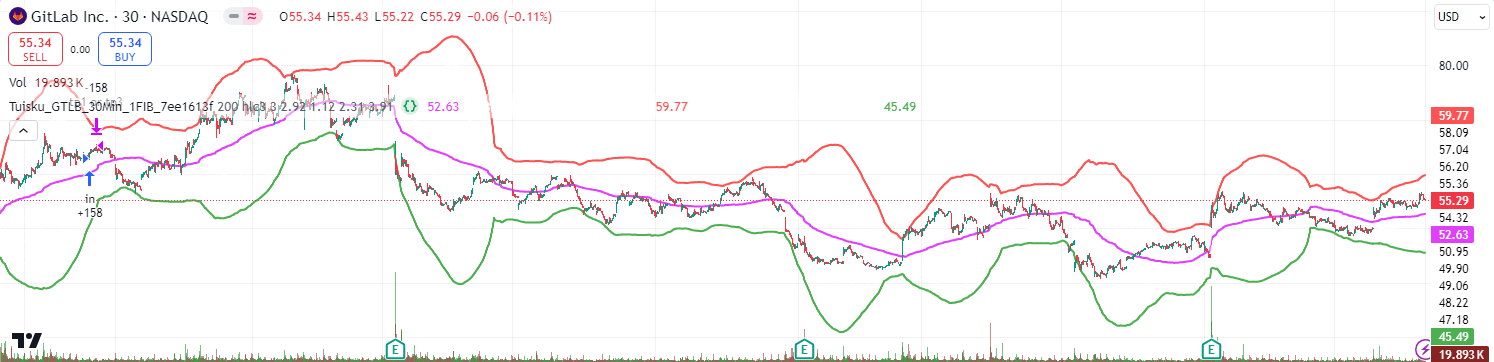 GitLab Inc. · 30 · NASDAQ
O55.34 H55.43 L55.22 C55.29 −0.06 (−0.11%)
USD
55.34
SELL
0.00
55.34
BUY
Vol 19.893 K
-158
Tuisku_GTLB_30Min_1FIB_7ee1613f 200 hlc3 3 2.92 1.12 2.31 3.91 52.63 59.77 45.49
in
+158
80.00
59.77
58.09
57.04
56.20
55.36
55.29
54.32
52.63
50.95
49.90
49.06
48.22
47.18
45.49
19.893 K
E
E
E